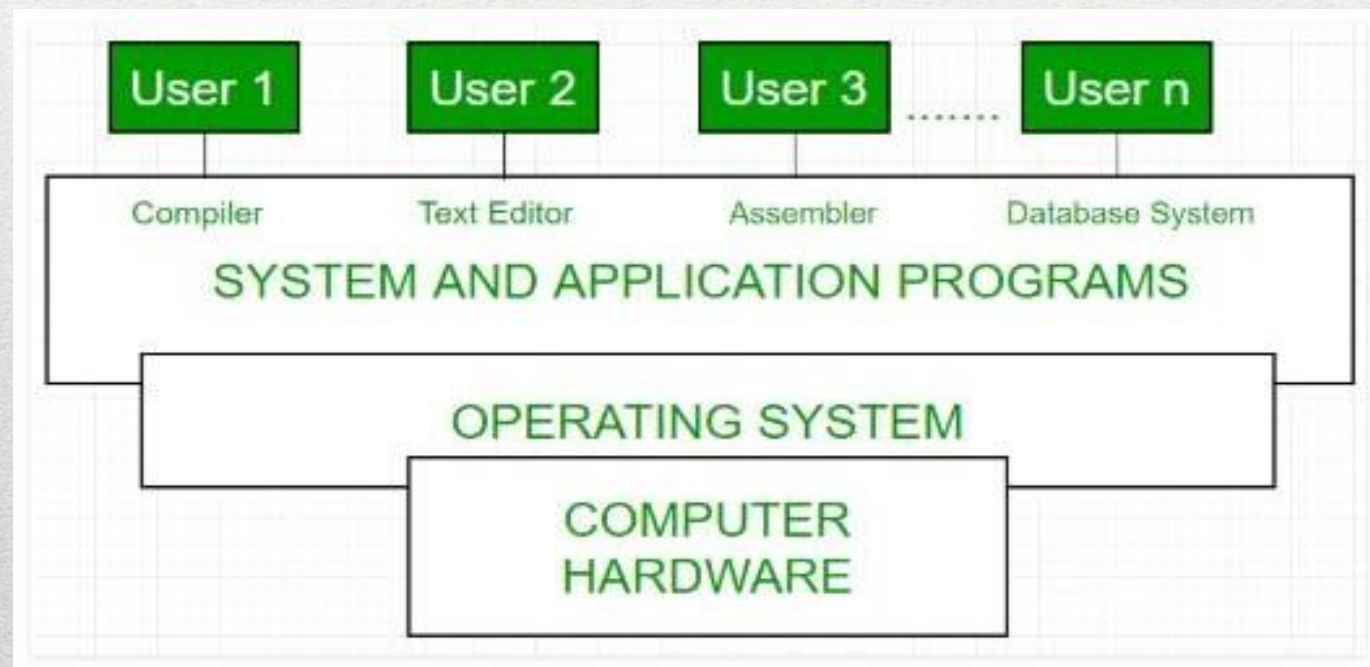 User 1 User 2 User 3 ....... User n
Compiler Text Editor Assembler Database System
SYSTEM AND APPLICATION PROGRAMS
OPERATING SYSTEM
COMPUTER
HARDWARE